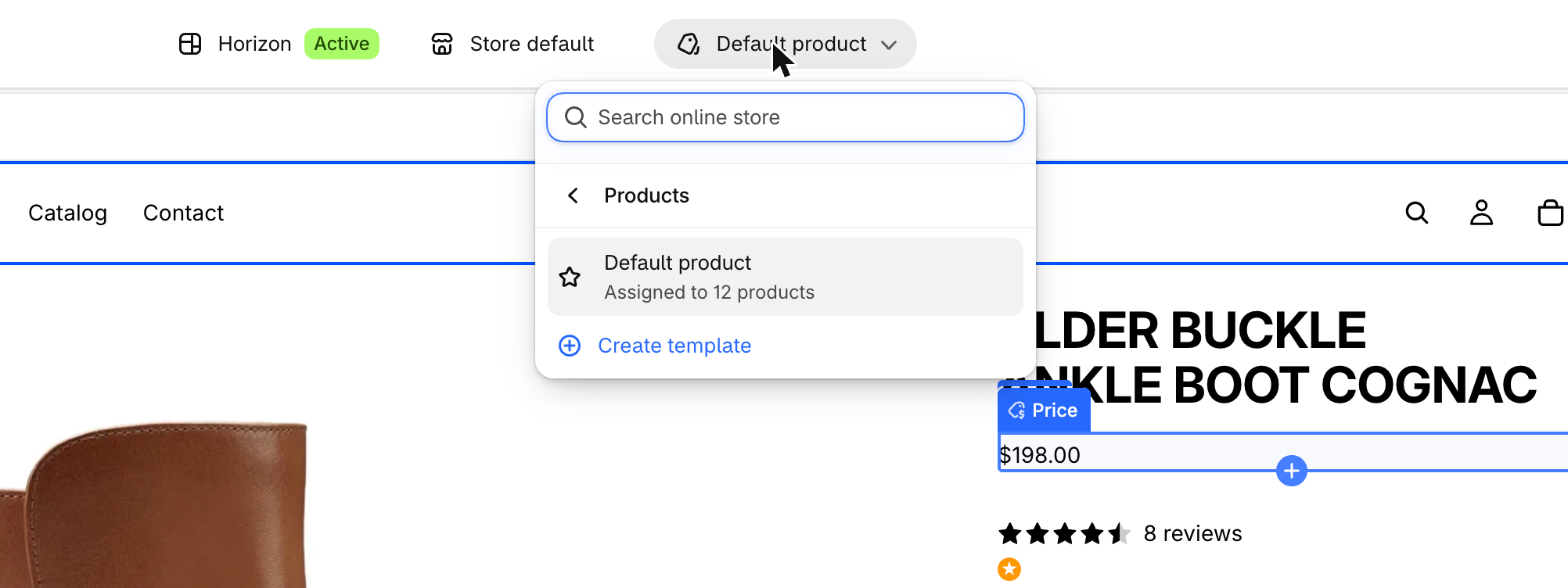 Horizon
Active
Store default
Default product
Search online store
Catalog
Contact
Products
Default product
Assigned to 12 products
Create template
LDER BUCKLE
ANKLE BOOT COGNAC
Price
$198.00
8 reviews